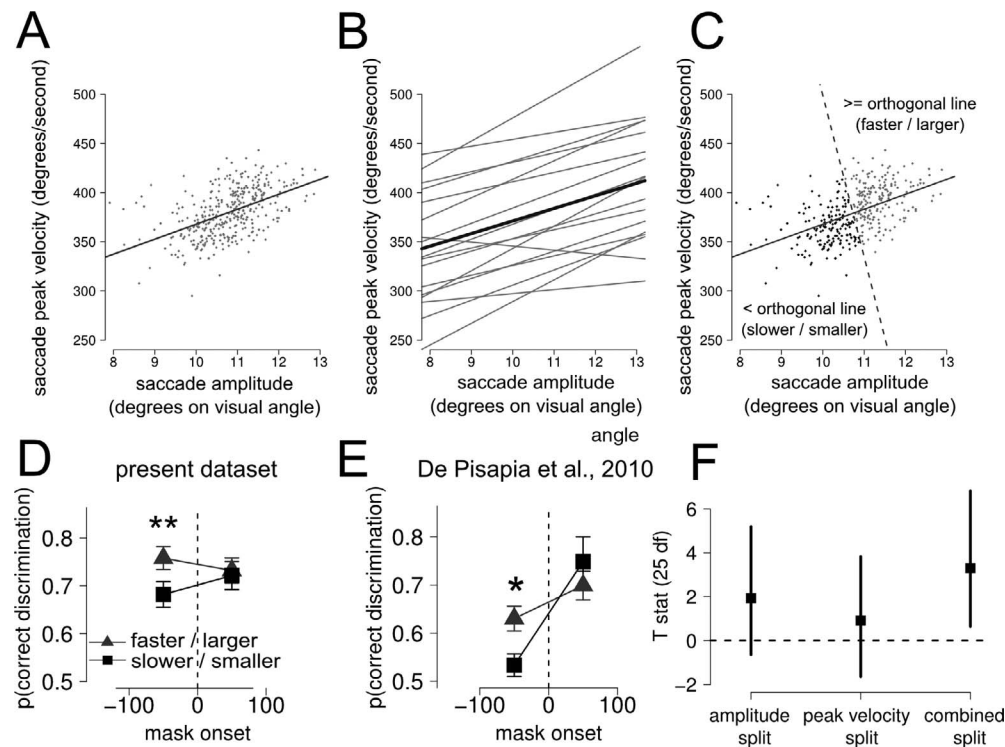 A
B
C
saccade peak velocity (degrees/second)
500
450
400
350
300
250
8 9 10 11 12 13
saccade amplitude
(degrees on visual angle)
saccade peak velocity (degrees/second)
500
450
400
350
300
250
8 9 10 11 12 13
saccade amplitude
(degrees on visual angle)
angle
saccade peak velocity (degrees/second)
500
450
400
350
300
250
>= orthogonal line
(faster / larger)
< orthogonal line
(slower / smaller)
8 9 10 11 12 13
saccade amplitude
(degrees on visual angle)
D
present dataset
p(correct discrimination)
0.8
0.7
0.6
0.5
**
faster / larger
slower / smaller
−100 0 100
mask onset
E
De Pisapia et al., 2010
p(correct discrimination)
0.8
0.7
0.6
0.5
*
−100 0 100
mask onset
F
T stat (25 df)
6
4
2
0
−2
amplitude
split
peak velocity
split
combined
split